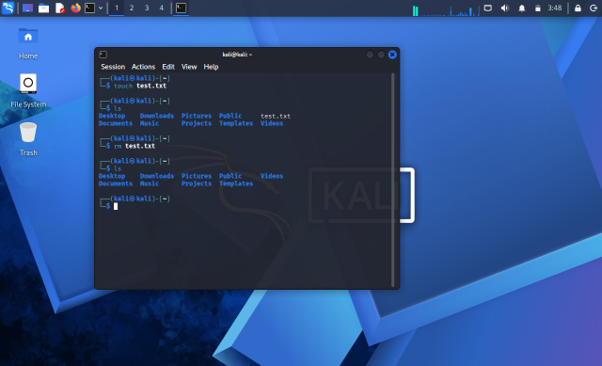 1 2 3 4
3:48
Home
File System
Trash
kali@kali: ~
Session Actions Edit View Help
┌──(kali㉿kali)-[~]
└─$ touch test.txt
┌──(kali㉿kali)-[~]
└─$ ls
Desktop Downloads Pictures Public test.txt
Documents Music Projects Templates Videos
┌──(kali㉿kali)-[~]
└─$ rm test.txt
┌──(kali㉿kali)-[~]
└─$ ls
Desktop Downloads Pictures Public Videos
Documents Music Projects Templates
┌──(kali㉿kali)-[~]
└─$
KALI